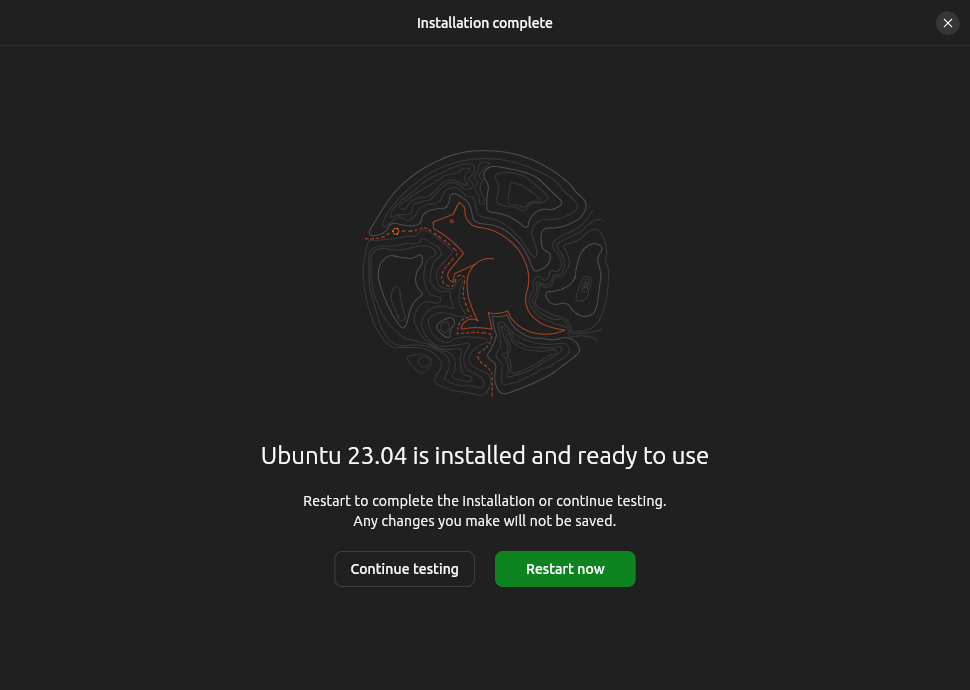 Installation complete
Ubuntu 23.04 is installed and ready to use
Restart to complete the installation or continue testing.
Any changes you make will not be saved.
Continue testing
Restart now